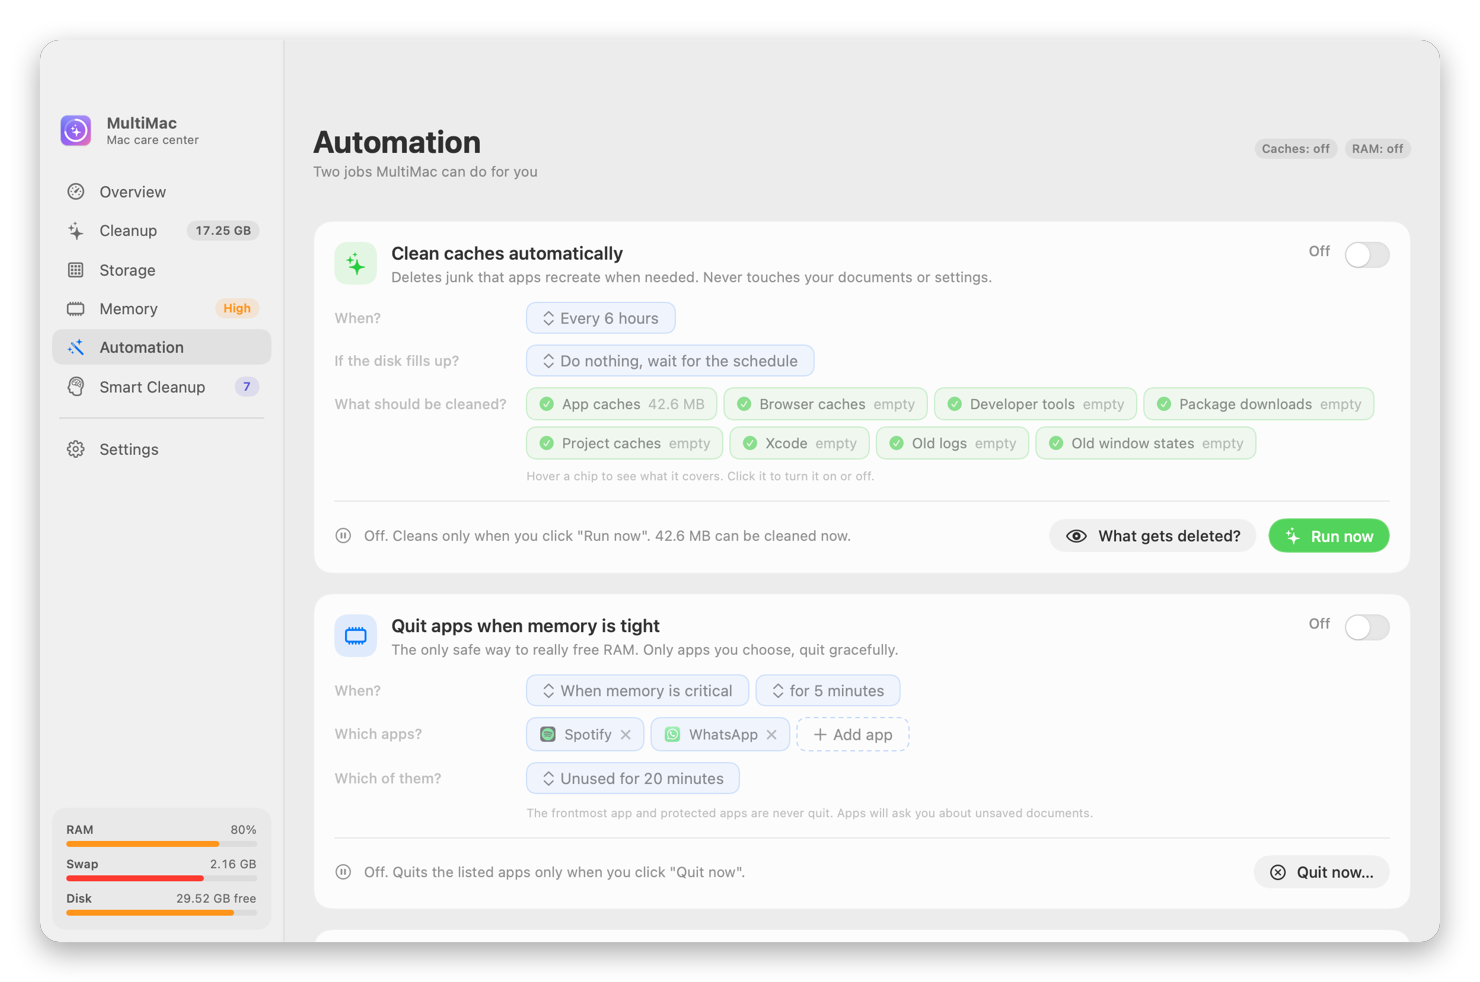 MultiMac
Mac care center
Overview
Cleanup 17.25 GB
Storage
Memory High
Automation
Smart Cleanup 7
Settings
RAM 80%
Swap 2.16 GB
Disk 29.52 GB free
Automation
Two jobs MultiMac can do for you
Caches: off RAM: off
Clean caches automatically
Deletes junk that apps recreate when needed. Never touches your documents or settings.
Off
When? Every 6 hours
If the disk fills up? Do nothing, wait for the schedule
What should be cleaned? App caches 42.6 MB Browser caches empty Developer tools empty Package downloads empty
Project caches empty Xcode empty Old logs empty Old window states empty
Hover a chip to see what it covers. Click it to turn it on or off.
Off. Cleans only when you click "Run now". 42.6 MB can be cleaned now. What gets deleted? Run now
Quit apps when memory is tight
The only safe way to really free RAM. Only apps you choose, quit gracefully.
Off
When? When memory is critical for 5 minutes
Which apps? Spotify WhatsApp Add app
Which of them? Unused for 20 minutes
The frontmost app and protected apps are never quit. Apps will ask you about unsaved documents.
Off. Quits the listed apps only when you click "Quit now". Quit now...